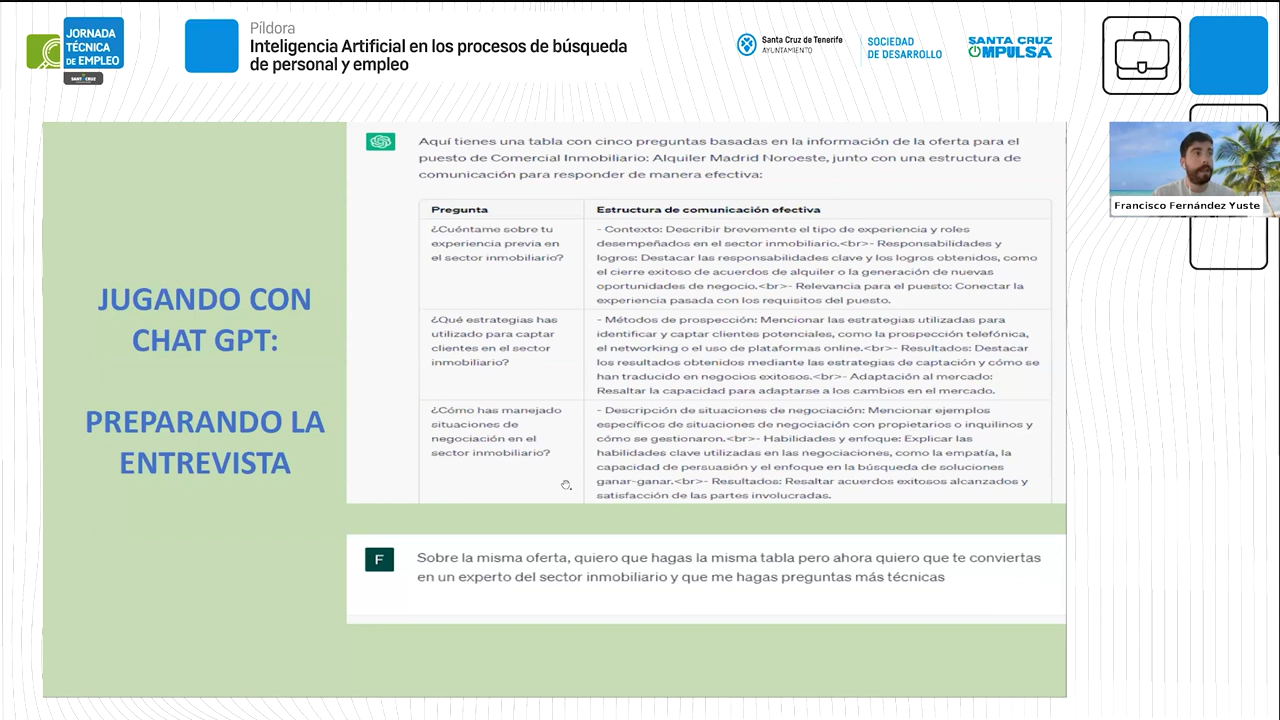 JORNADA
TÉCNICA
DE EMPLEO
SANTA CRUZ
Píldora
Inteligencia Artificial en los procesos de búsqueda
de personal y empleo
Santa Cruz de Tenerife
AYUNTAMIENTO
SOCIEDAD
DE DESARROLLO
SANTA CRUZ
IMPULSA
JUGANDO CON
CHAT GPT:
PREPARANDO LA
ENTREVISTA
Aquí tienes una tabla con cinco preguntas basadas en la información de la oferta para el
puesto de Comercial Inmobiliario: Alquiler Madrid Noroeste, junto con una estructura de
comunicación para responder de manera efectiva:
Pregunta
Estructura de comunicación efectiva
¿Cuéntame sobre tu
experiencia previa en
el sector inmobiliario?
- Contexto: Describir brevemente el tipo de experiencia y roles
desempeñados en el sector inmobiliario.<br>- Responsabilidades y
logros: Destacar las responsabilidades clave y los logros obtenidos, como
el cierre exitoso de acuerdos de alquiler o la generación de nuevas
oportunidades de negocio.<br>- Relevancia para el puesto: Conectar la
experiencia pasada con los requisitos del puesto.
¿Qué estrategias has
utilizado para captar
clientes en el sector
inmobiliario?
- Métodos de prospección: Mencionar las estrategias utilizadas para
identificar y captar clientes potenciales, como la prospección telefónica,
el networking o el uso de plataformas online.<br>- Resultados: Destacar
los resultados obtenidos mediante las estrategias de captación y cómo se
han traducido en negocios exitosos.<br>- Adaptación al mercado:
Resaltar la capacidad para adaptarse a los cambios en el mercado.
¿Cómo has manejado
situaciones de
negociación en el
sector inmobiliario?
- Descripción de situaciones de negociación: Mencionar ejemplos
específicos de situaciones de negociación con propietarios o inquilinos y
cómo se gestionaron.<br>- Habilidades y enfoque: Explicar las
habilidades clave utilizadas en las negociaciones, como la empatía, la
capacidad de persuasión y el enfoque en la búsqueda de soluciones
ganar-ganar.<br>- Resultados: Resaltar acuerdos exitosos alcanzados y
satisfacción de las partes involucradas.
F
Sobre la misma oferta, quiero que hagas la misma tabla pero ahora quiero que te conviertas
en un experto del sector inmobiliario y que me hagas preguntas más técnicas
Francisco Fernández Yuste